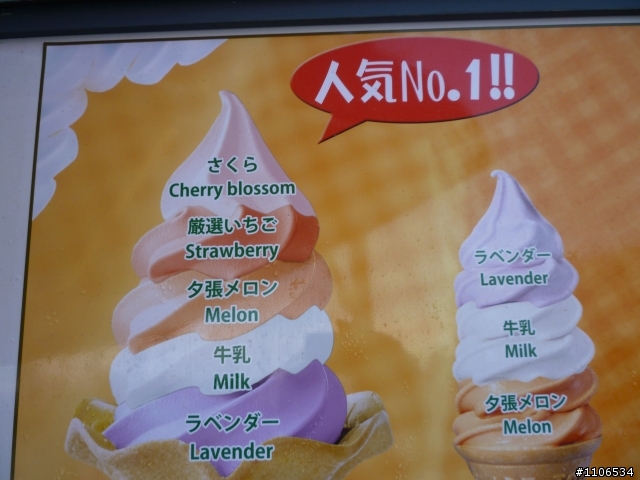 人気No.1!!
さくら
Cherry blossom
厳選いちご
Strawberry
夕張メロン
Melon
牛乳
Milk
ラベンダー
Lavender
ラベンダー
Lavender
牛乳
Milk
夕張メロン
Melon
#1106534